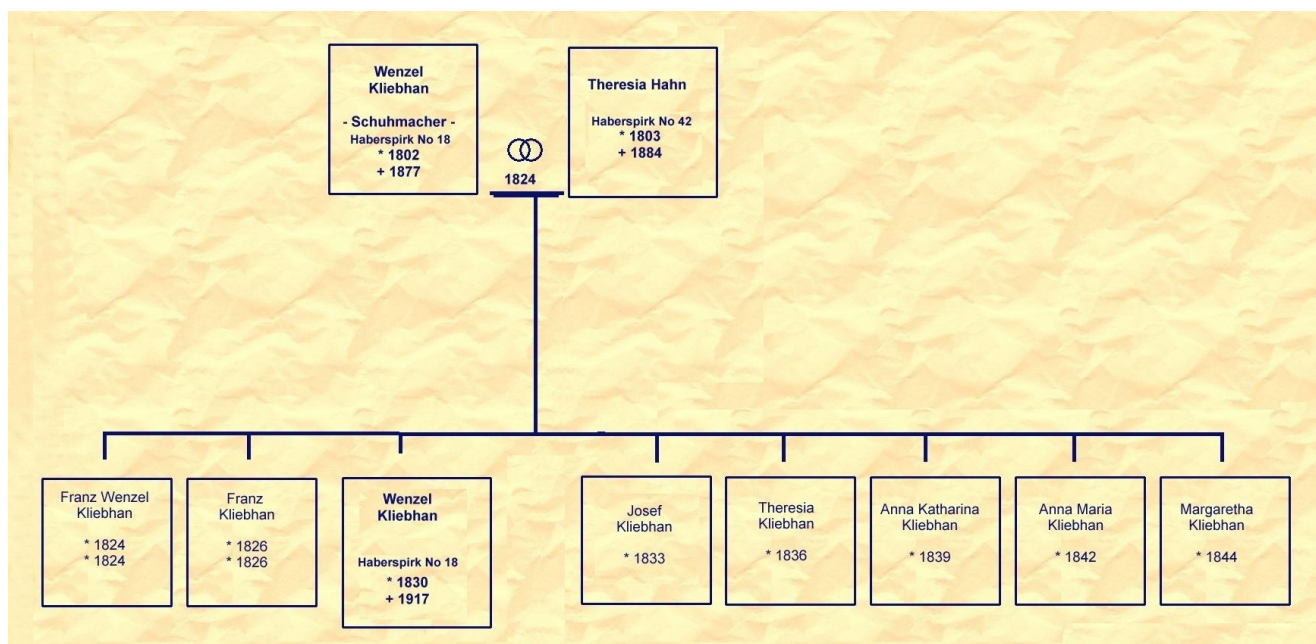 Wenzel
Kliebhan
- Schuhmacher -
Haberspirk No 18
* 1802
+ 1877
1824
Theresia Hahn
Haberspirk No 42
* 1803
+ 1884
Franz Wenzel
Kliebhan
* 1824
* 1824
Franz
Kliebhan
* 1826
* 1826
Wenzel
Kliebhan
Haberspirk No 18
* 1830
+ 1917
Josef
Kliebhan
* 1833
Theresia
Kliebhan
* 1836
Anna Katharina
Kliebhan
* 1839
Anna Maria
Kliebhan
* 1842
Margaretha
Kliebhan
* 1844